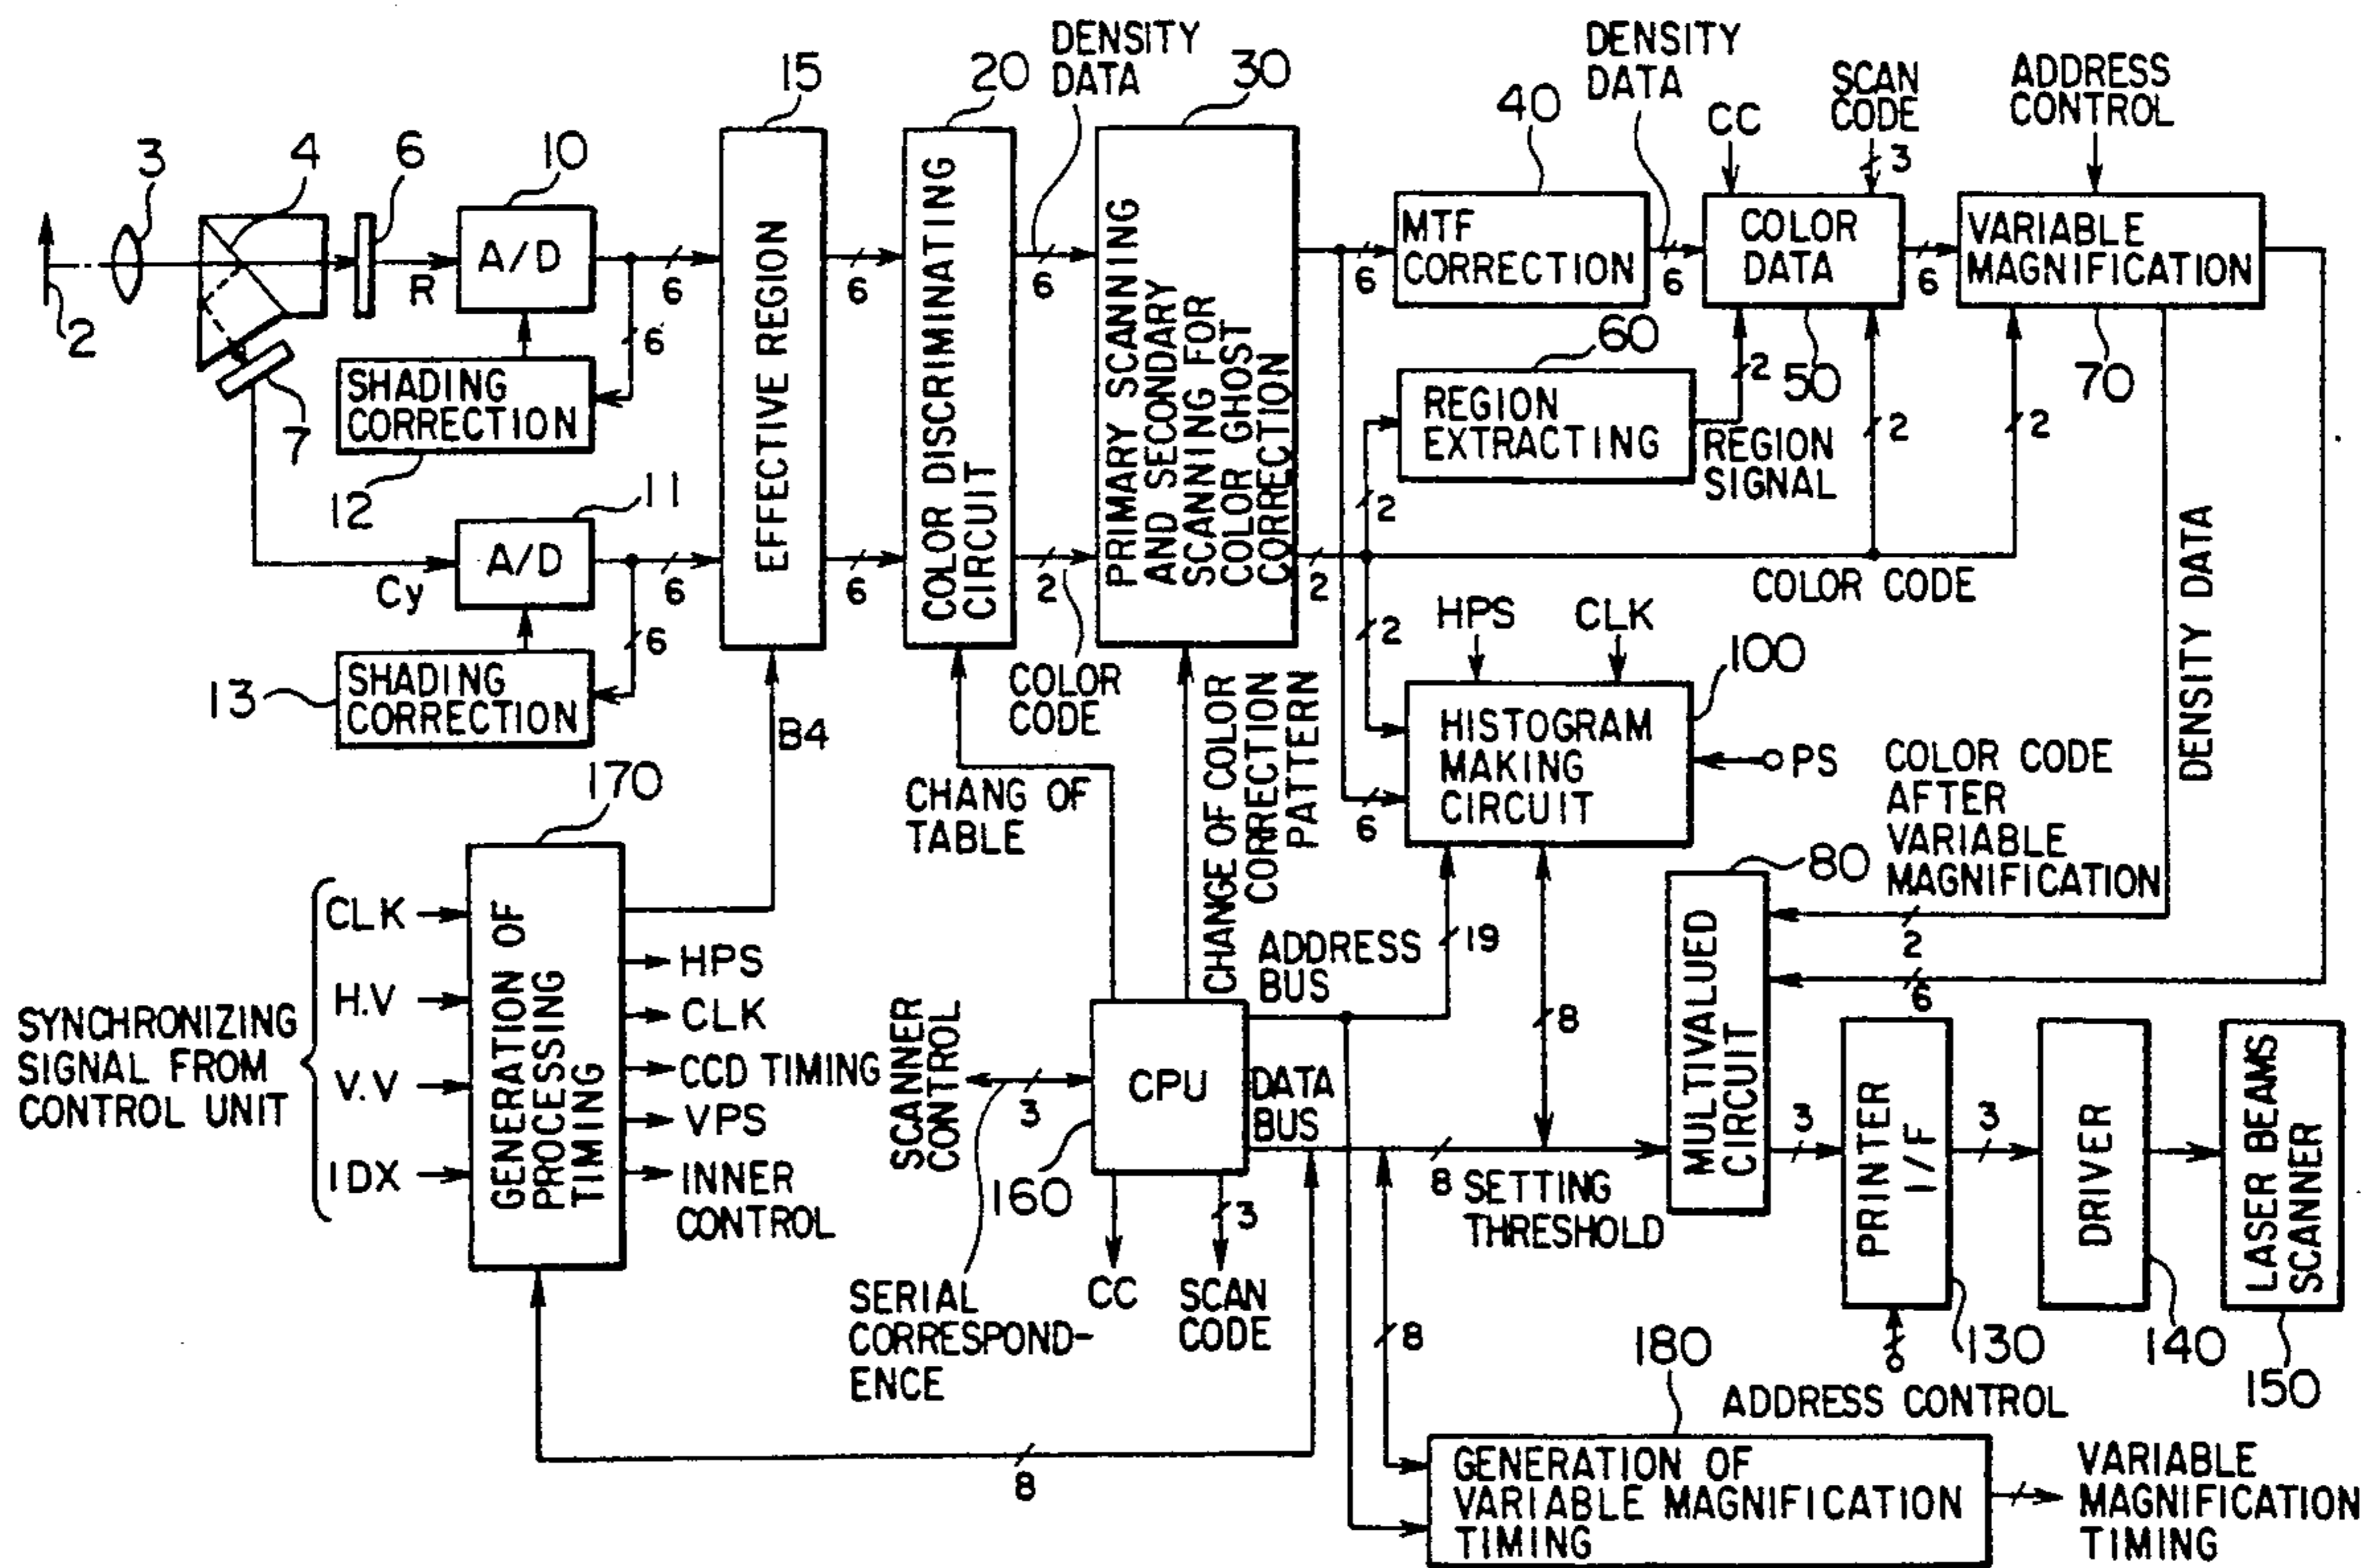 DENSITY
DATA
DENSITY
DATA
SCAN
CODE
ADDRESS
CONTROL
15
20
30
40
CC
3
3
4
6
10
2
R
A/D
6
6
SHADING
CORRECTION
12
7
Cy
11
A/D
6
6
SHADING
CORRECTION
13
EFFECTIVE REGION
B4
6
6
COLOR DISCRIMINATING
CIRCUIT
6
2
COLOR
CODE
PRIMARY SCANNING
AND SECONDARY
SCANNING FOR
COLOR GHOST
CORRECTION
6
MTF
CORRECTION
6
COLOR
DATA
6
VARIABLE
MAGNIFICATION
60
REGION
EXTRACTING
2
50
REGION
SIGNAL
2
2
70
2
2
COLOR CODE
DENSITY DATA
2
HPS
CLK
100
HISTOGRAM
MAKING
CIRCUIT
PS
6
COLOR CODE
AFTER
VARIABLE
MAGNIFICATION
80
2
6
CHANG OF
TABLE
CHANGE OF COLOR
CORRECTION
PATTERN
170
SYNCHRONIZING
SIGNAL FROM
CONTROL UNIT
CLK
H.V
V.V
IDX
GENERATION OF
PROCESSING
TIMING
HPS
CLK
CCD TIMING
VPS
INNER
CONTROL
SCANNER
CONTROL
3
CPU
160
ADDRESS
BUS
19
DATA
BUS
8
8
SETTING
THRESHOLD
MULTIVALUED
CIRCUIT
3
PRINTER
I/F
3
DRIVER
LASER BEAMS
SCANNER
SERIAL
CORRESPOND-
ENCE
CC
3
SCAN
CODE
8
8
180
130
140
150
ADDRESS CONTROL
GENERATION OF
VARIABLE MAGNIFICATION
TIMING
VARIABLE
MAGNIFICATION
TIMING